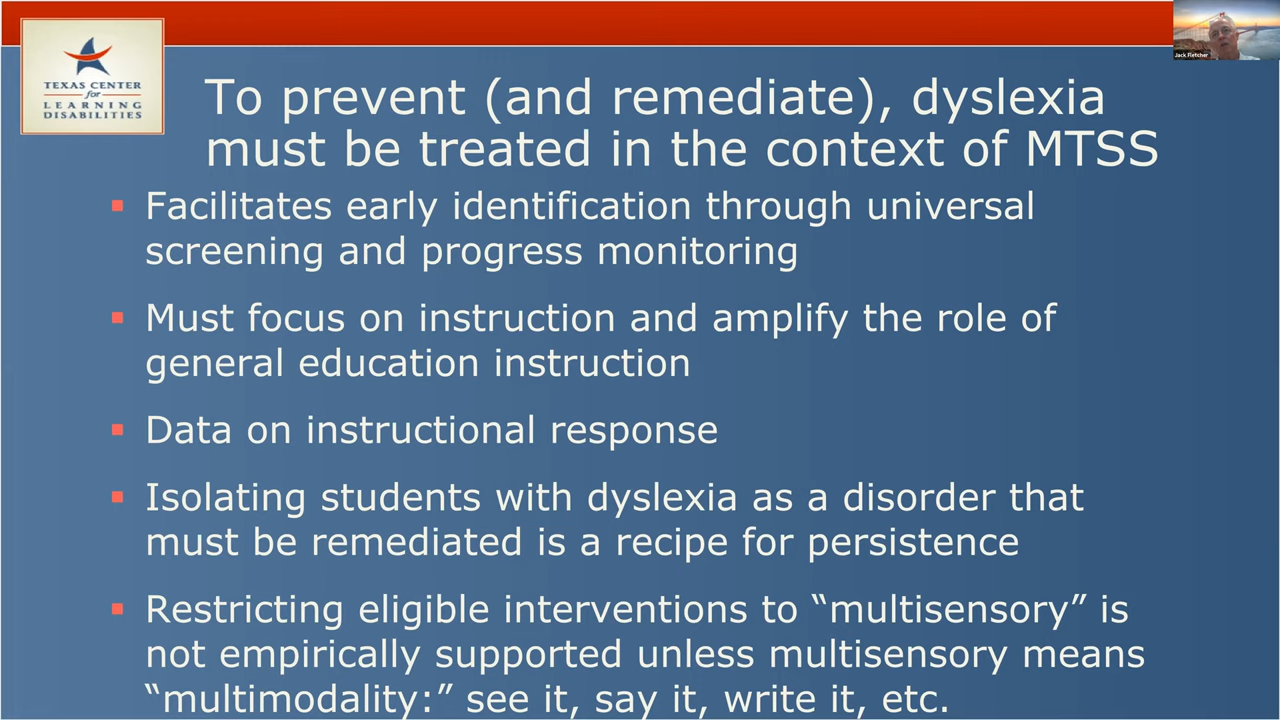 TEXAS CENTER
for
LEARNING
DISABILITIES
Jack Fletcher
To prevent (and remediate), dyslexia
must be treated in the context of MTSS
Facilitates early identification through universal
screening and progress monitoring
Must focus on instruction and amplify the role of
general education instruction
Data on instructional response
Isolating students with dyslexia as a disorder that
must be remediated is a recipe for persistence
Restricting eligible interventions to “multisensory” is
not empirically supported unless multisensory means
“multimodality:” see it, say it, write it, etc.